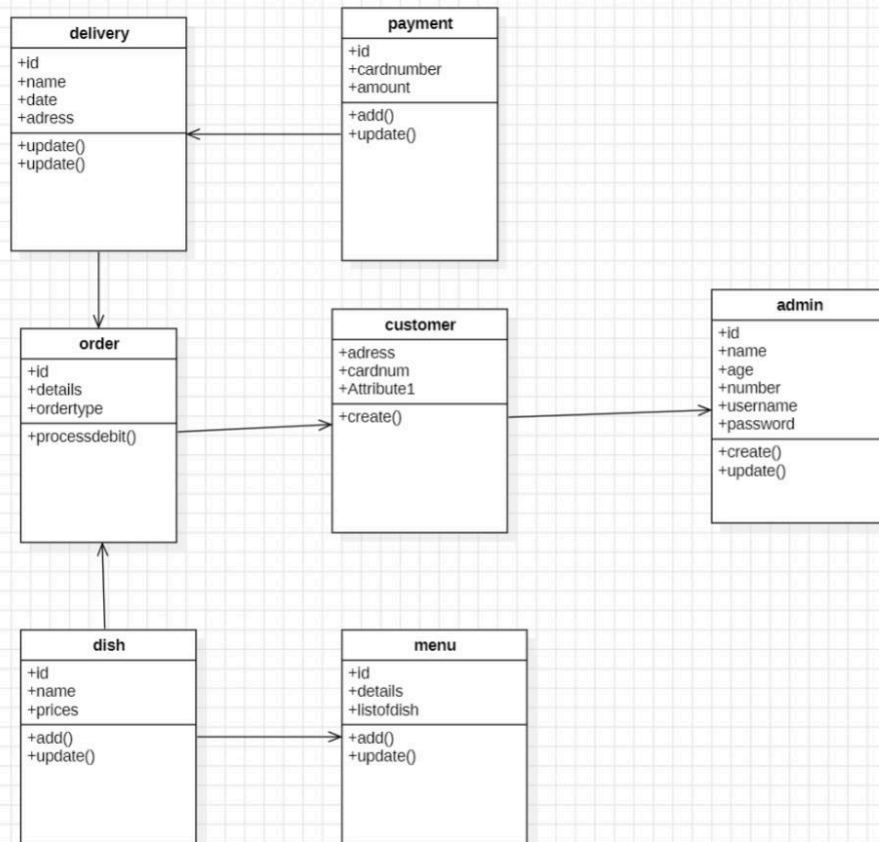 delivery
+id
+name
+date
+adress
+update()
+update()
payment
+id
+cardnumber
+amount
+add()
+update()
order
+id
+details
+ordertype
+processdebit()
customer
+adress
+cardnum
+Attribute1
+create()
admin
+id
+name
+age
+number
+username
+password
+create()
+update()
dish
+id
+name
+prices
+add()
+update()
menu
+id
+details
+listofdish
+add()
+update()